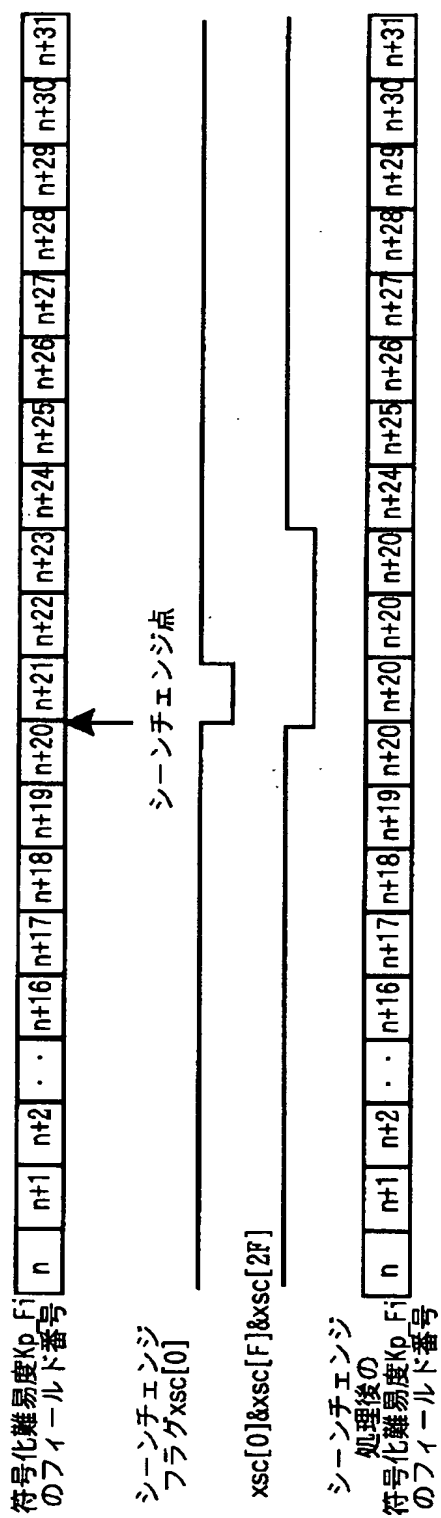 符号化難易度Kp_Fi
のフィールド番号
n n+1 n+2 ・・ n+16 n+17 n+18 n+19 n+20 n+21 n+22 n+23 n+24 n+25 n+26 n+27 n+28 n+29 n+30 n+31
シーンチェンジ点
シーンチェンジ
フラグxsc[0]
xsc[0]&xsc[F]&xsc[2F]
シーンチェンジ
処理後の
符号化難易度Kp_Fi
のフィールド番号
n n+1 n+2 ・・ n+16 n+17 n+18 n+19 n+20 n+20 n+20 n+20 n+24 n+25 n+26 n+27 n+28 n+29 n+30 n+31